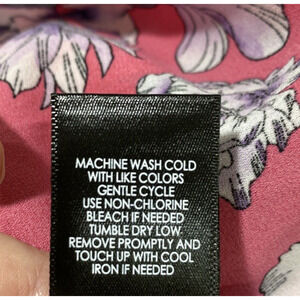 MACHINE WASH COLD
WITH LIKE COLORS
GENTLE CYCLE
USE NON-CHLORINE
BLEACH IF NEEDED
TUMBLE DRY LOW
REMOVE PROMPTLY AND
TOUCH UP WITH COOL
IRON IF NEEDED